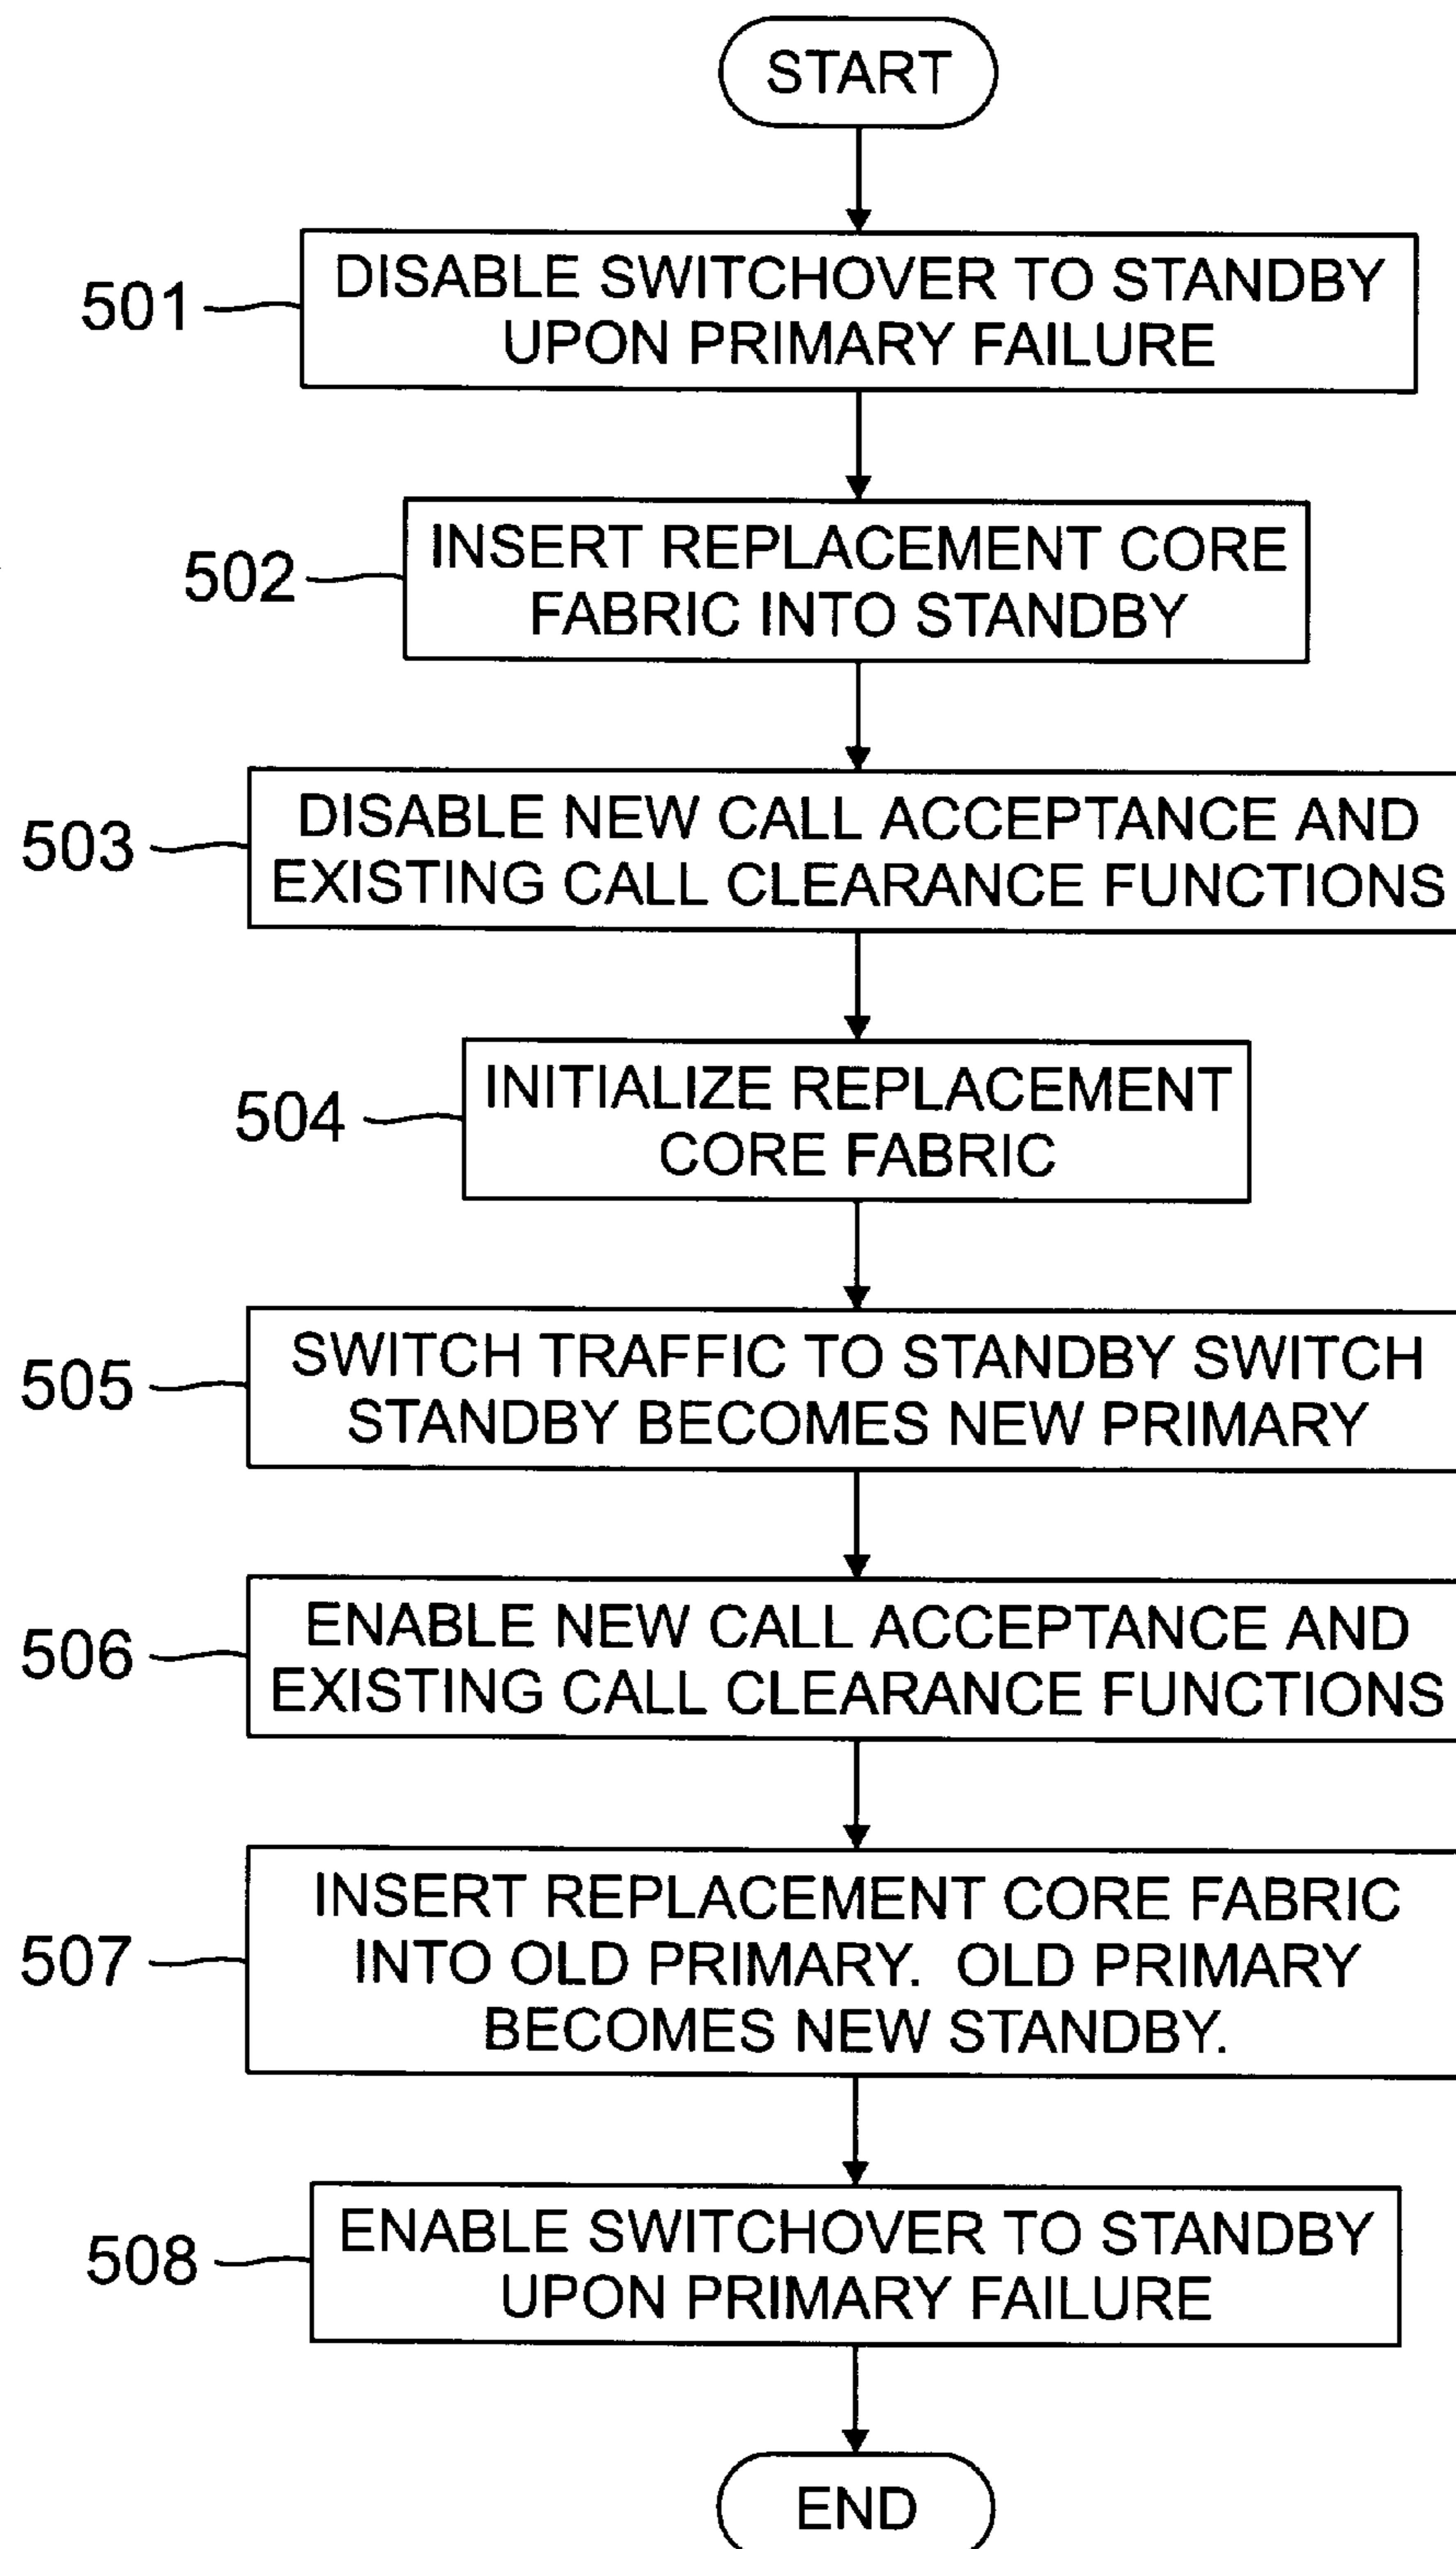 START
501
DISABLE SWITCHOVER TO STANDBY
UPON PRIMARY FAILURE
502
INSERT REPLACEMENT CORE
FABRIC INTO STANDBY
503
DISABLE NEW CALL ACCEPTANCE AND
EXISTING CALL CLEARANCE FUNCTIONS
504
INITIALIZE REPLACEMENT
CORE FABRIC
505
SWITCH TRAFFIC TO STANDBY SWITCH
STANDBY BECOMES NEW PRIMARY
506
ENABLE NEW CALL ACCEPTANCE AND
EXISTING CALL CLEARANCE FUNCTIONS
507
INSERT REPLACEMENT CORE FABRIC
INTO OLD PRIMARY. OLD PRIMARY
BECOMES NEW STANDBY.
508
ENABLE SWITCHOVER TO STANDBY
UPON PRIMARY FAILURE
END